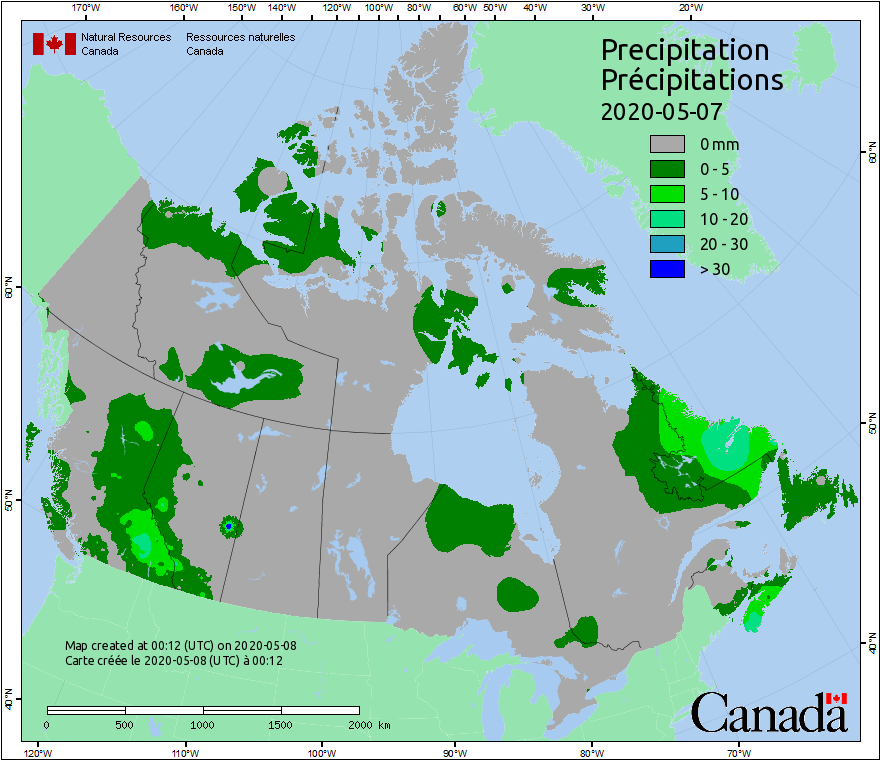 170°W 160°W 150°W 140°W 120°W 100°W 80°W 60°W 50°W 40°W 30°W 20°W
Natural Resources Canada
Ressources naturelles Canada
Precipitation
Précipitations
2020-05-07
0 mm
0 - 5
5 - 10
10 - 20
20 - 30
> 30
60°N
50°N
40°N
60°N
50°N
40°N
Map created at 00:12 (UTC) on 2020-05-08
Carte créée le 2020-05-08 (UTC) à 00:12
0 500 1000 1500 2000 km
Canada
120°W 110°W 100°W 90°W 80°W 70°W